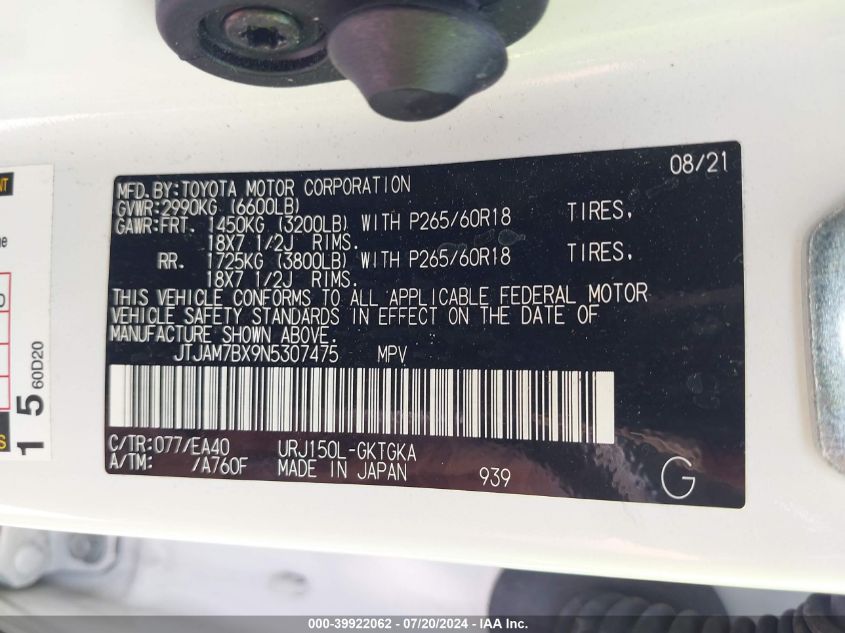 08/21
MFD.BY:TOYOTA MOTOR CORPORATION
GVWR:2990KG (6600LB)
GAWR:FRT. 1450KG (3200LB) WITH P265/60R18 TIRES,
18X7 1/2J RIMS.
RR. 1725KG (3800LB) WITH P265/60R18 TIRES,
18X7 1/2J RIMS.
THIS VEHICLE CONFORMS TO ALL APPLICABLE FEDERAL MOTOR
VEHICLE SAFETY STANDARDS IN EFFECT ON THE DATE OF
MANUFACTURE SHOWN ABOVE.
JTJAM7BX9N5307475 MPV
C/TR:077/EA40 URJ150L-GKTGKA
A/TM: /A760F MADE IN JAPAN 939
G
15
60D20
000-39922062 - 07/20/2024 - IAA Inc.